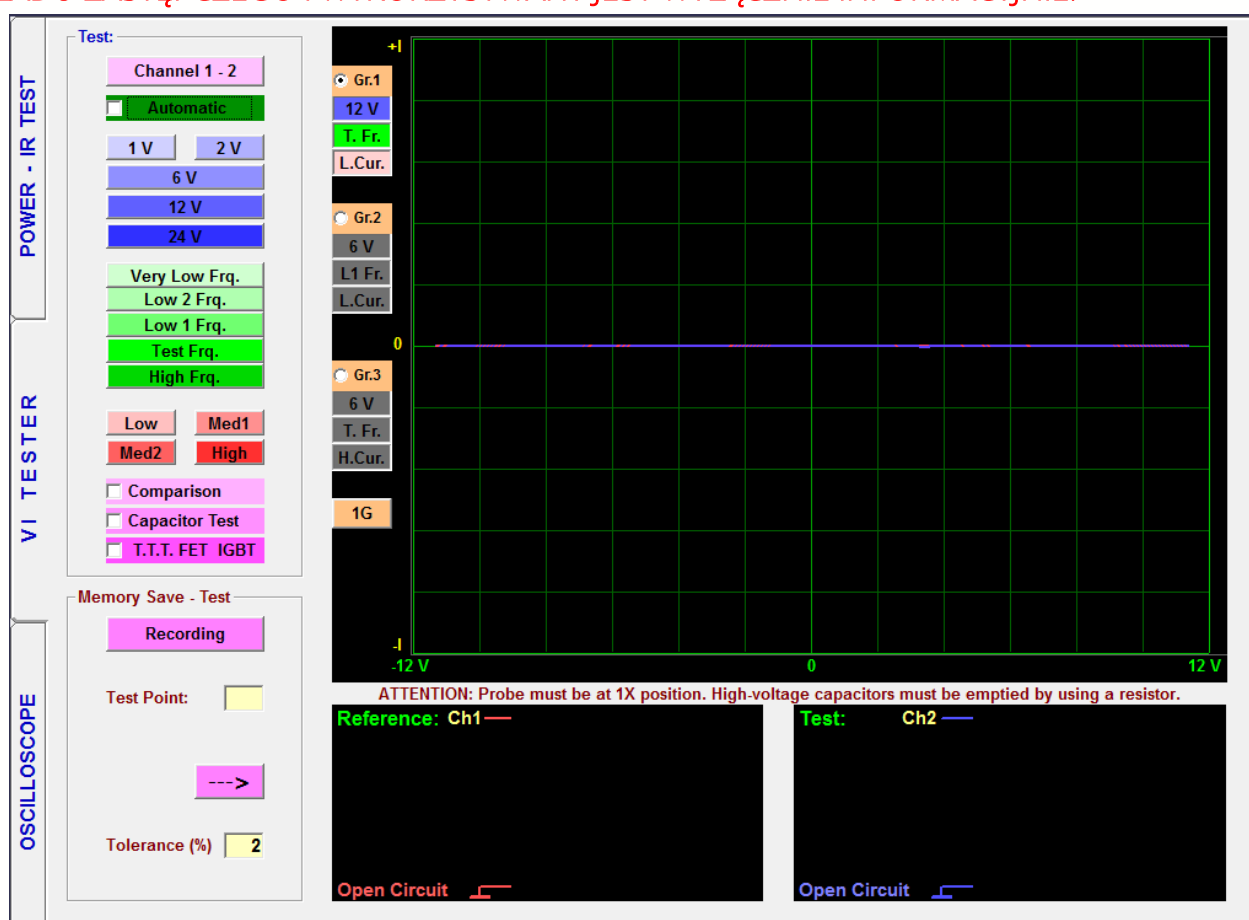 Test:
Channel 1 - 2
Automatic
1 V 2 V
6 V
12 V
24 V
Very Low Frq.
Low 2 Frq.
Low 1 Frq.
Test Frq.
High Frq.
Low Med1
Med2 High
Comparison
Capacitor Test
T.T.T. FET IGBT
Memory Save - Test
Recording
Test Point:
--->
Tolerance (%) 2
POWER - IR TEST
VI TESTER
OSCILLOSCOPE
+I
Gr.1
12 V
T. Fr.
L.Cur.
Gr.2
6 V
L1 Fr.
L.Cur.
0
Gr.3
6 V
T. Fr.
H.Cur.
1G
-I
-12 V 0 12 V
ATTENTION: Probe must be at 1X position. High-voltage capacitors must be emptied by using a resistor.
Reference: Ch1
Open Circuit
Test: Ch2
Open Circuit